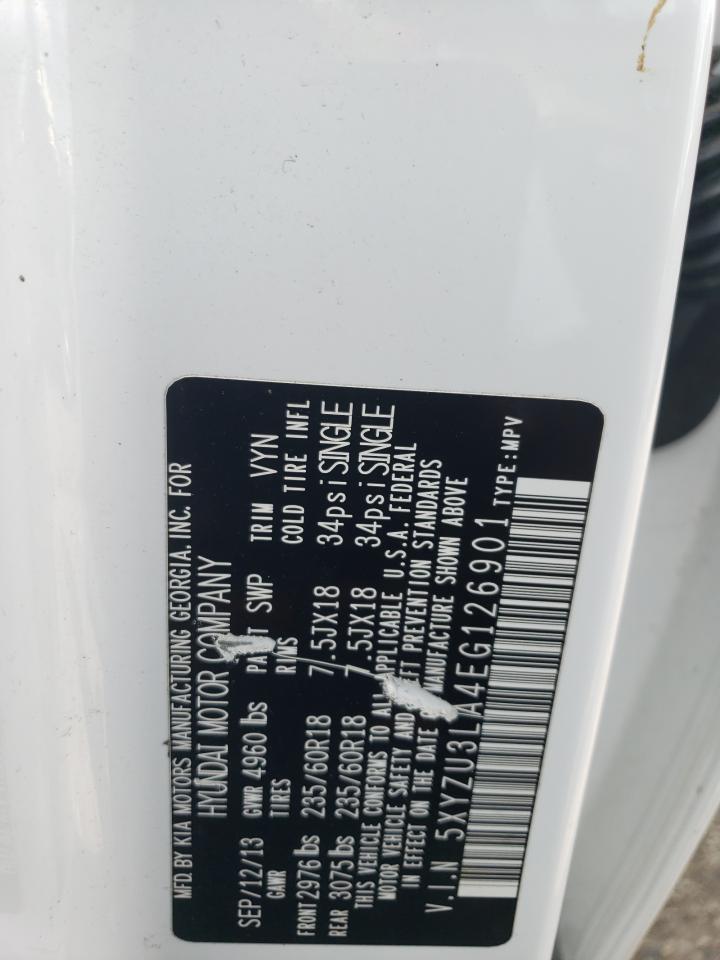 MFD. BY KIA MOTORS MANUFACTURING GEORGIA. INC. FOR
HYUNDAI MOTOR COMPANY
SEP/12/13 GVWR 4960 lbs PAINT SWP TRIM VYN
GAWR TIRES RIMS COLD TIRE INFL
FRONT 2976 lbs 235/60R18 7.5JX18 34psi SINGLE
REAR 3075 lbs 235/60R18 7.5JX18 34psi SINGLE
THIS VEHICLE CONFORMS TO ALL APPLICABLE U.S.A. FEDERAL
MOTOR VEHICLE SAFETY AND THEFT PREVENTION STANDARDS
IN EFFECT ON THE DATE OF MANUFACTURE SHOWN ABOVE
V.I.N 5XYZU3LA4EG126901 TYPE:MPV